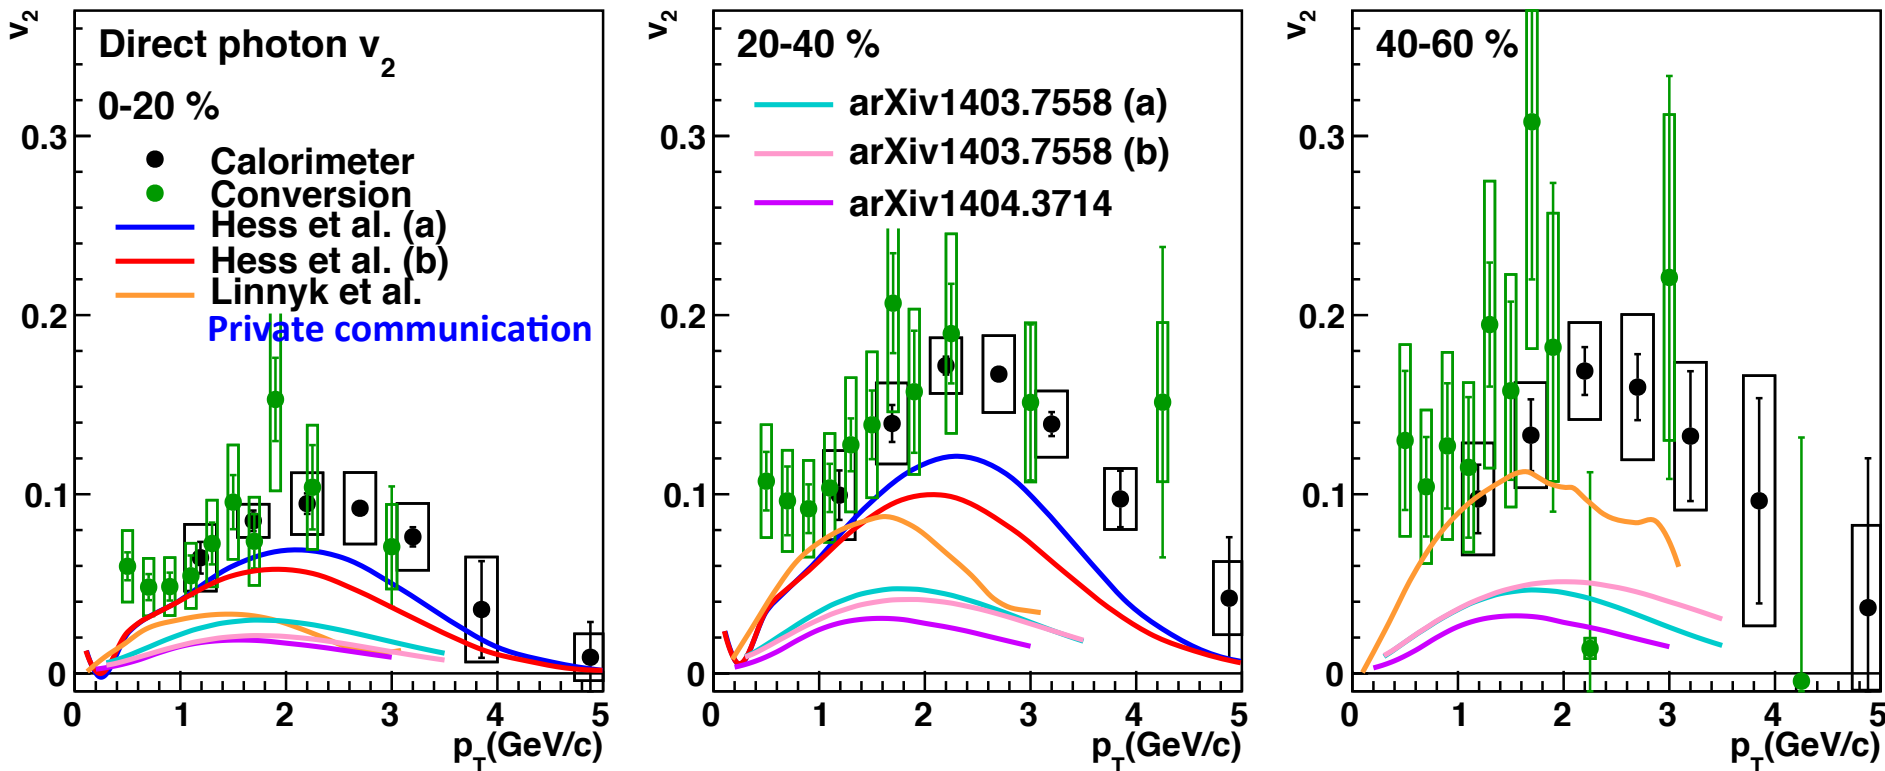 v2
Direct photon v2
0-20 %
Calorimeter
Conversion
Hess et al. (a)
Hess et al. (b)
Linnyk et al.
Private communication
0.3
0.2
0.1
0
0 1 2 3 4 5
pT(GeV/c)
v2
20-40 %
arXiv1403.7558 (a)
arXiv1403.7558 (b)
arXiv1404.3714
0.3
0.2
0.1
0
0 1 2 3 4 5
pT(GeV/c)
v2
40-60 %
0.3
0.2
0.1
0
0 1 2 3 4 5
pT(GeV/c)